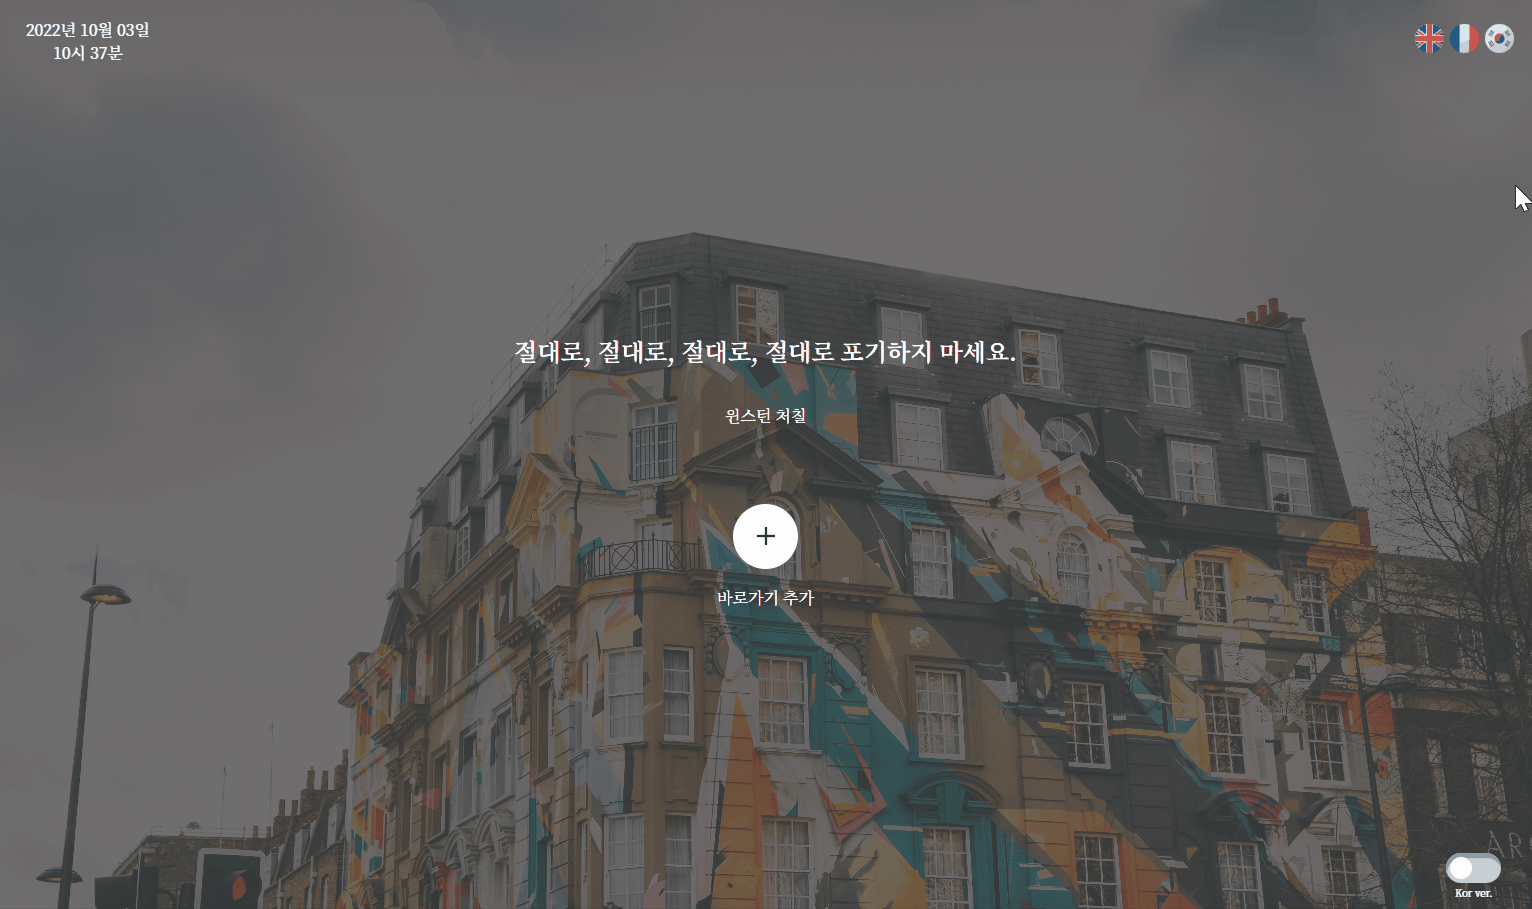 2022년 10월 03일
10시 37분
절대로, 절대로, 절대로, 절대로 포기하지 마세요.
윈스턴 처칠
바로가기 추가
AR
Kor ver.